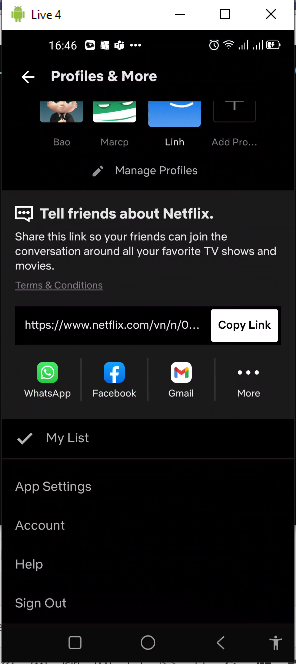 Live 4
16:46
Profiles & More
Bao
Marcp
Linh
Add Pro...
Manage Profiles
Tell friends about Netflix.
Share this link so your friends can join the
conversation around all your favorite TV shows and
movies.
Terms & Conditions
https://www.netflix.com/vn/n/0...
Copy Link
WhatsApp
Facebook
Gmail
More
My List
App Settings
Account
Help
Sign Out